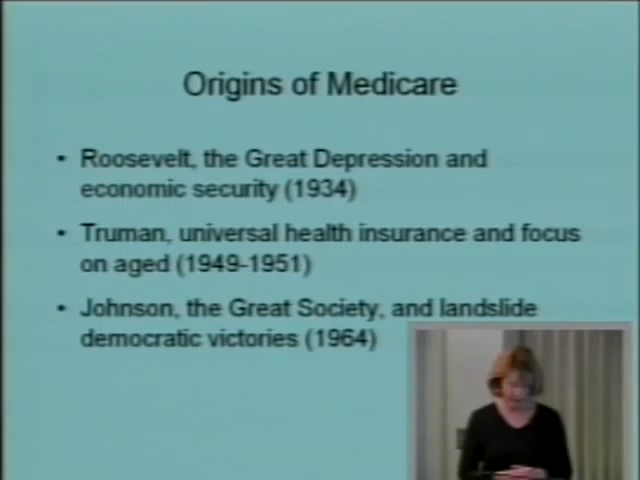 Origins of Medicare
• Roosevelt, the Great Depression and
economic security (1934)
• Truman, universal health insurance and focus
on aged (1949-1951)
• Johnson, the Great Society, and landslide
democratic victories (1964)